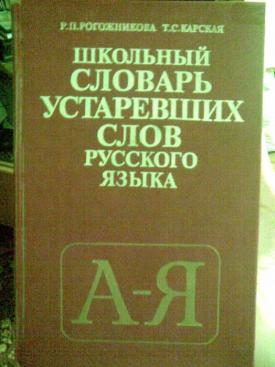 Р.П.РОГОЖНИКОВА Т.С.КАРСКАЯ
ШКОЛЬНЫЙ
СЛОВАРЬ
УСТАРЕВШИХ
СЛОВ
РУССКОГО
ЯЗЫКА
А-Я